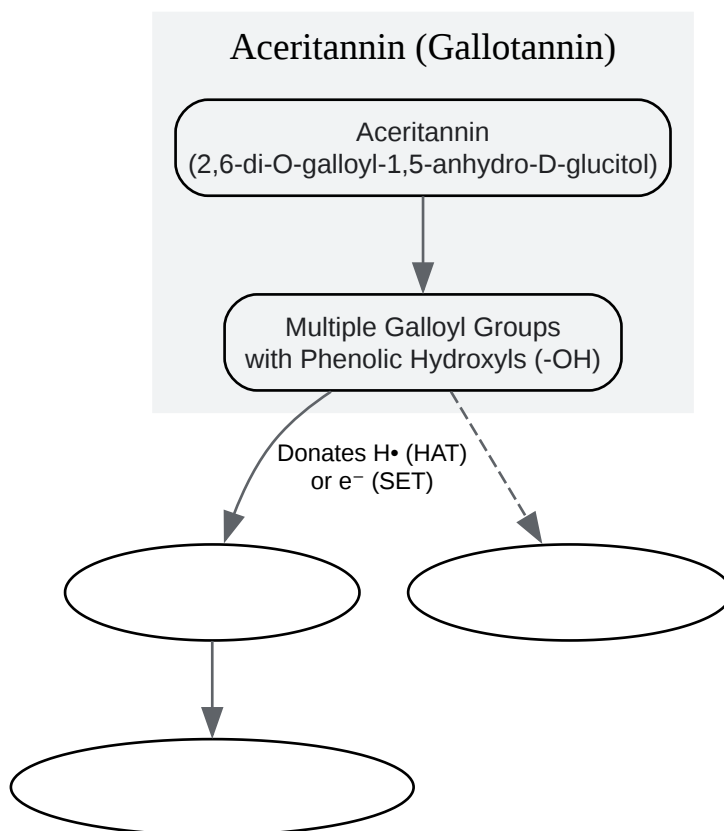 Aceritannin (Gallotannin)
Aceritannin
(2,6-di-O-galloyl-1,5-anhydro-D-glucitol)
Multiple Galloyl Groups
with Phenolic Hydroxyls (-OH)
Donates H• (HAT)
or e⁻ (SET)